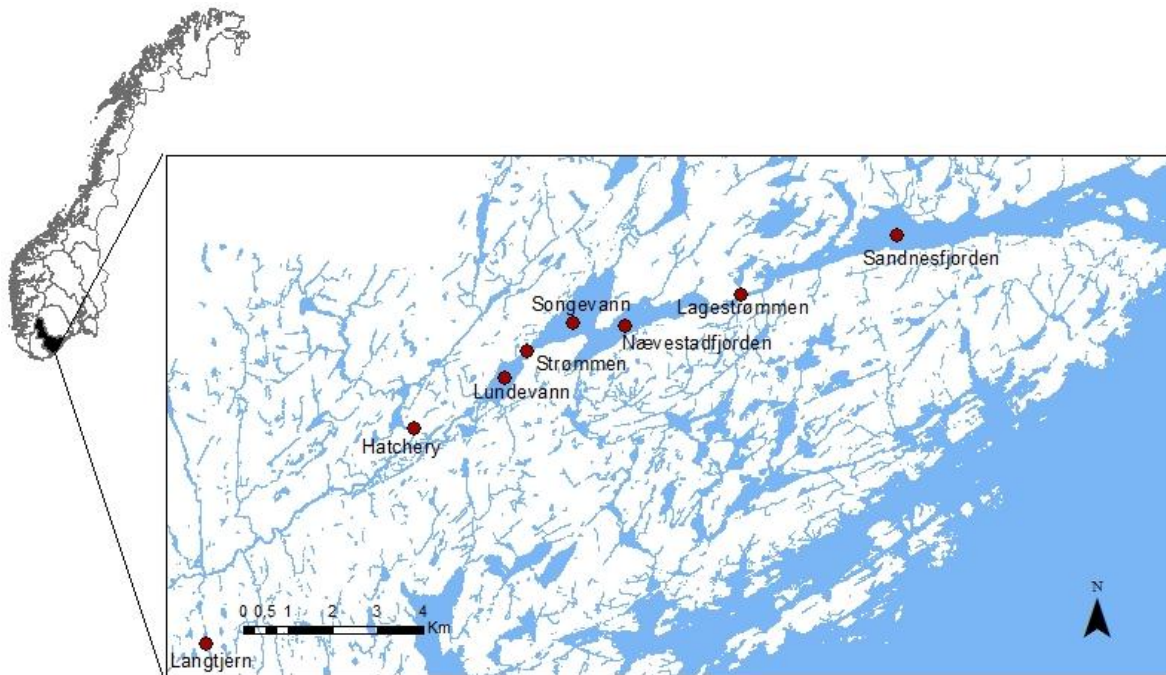 Sandnesfjorden
Songevann
Lagestrømmen
Nævestadfjorden
Strømmen
Lundevann
Hatchery
N
0 0,5 1 2 3 4
Km
Langtjern